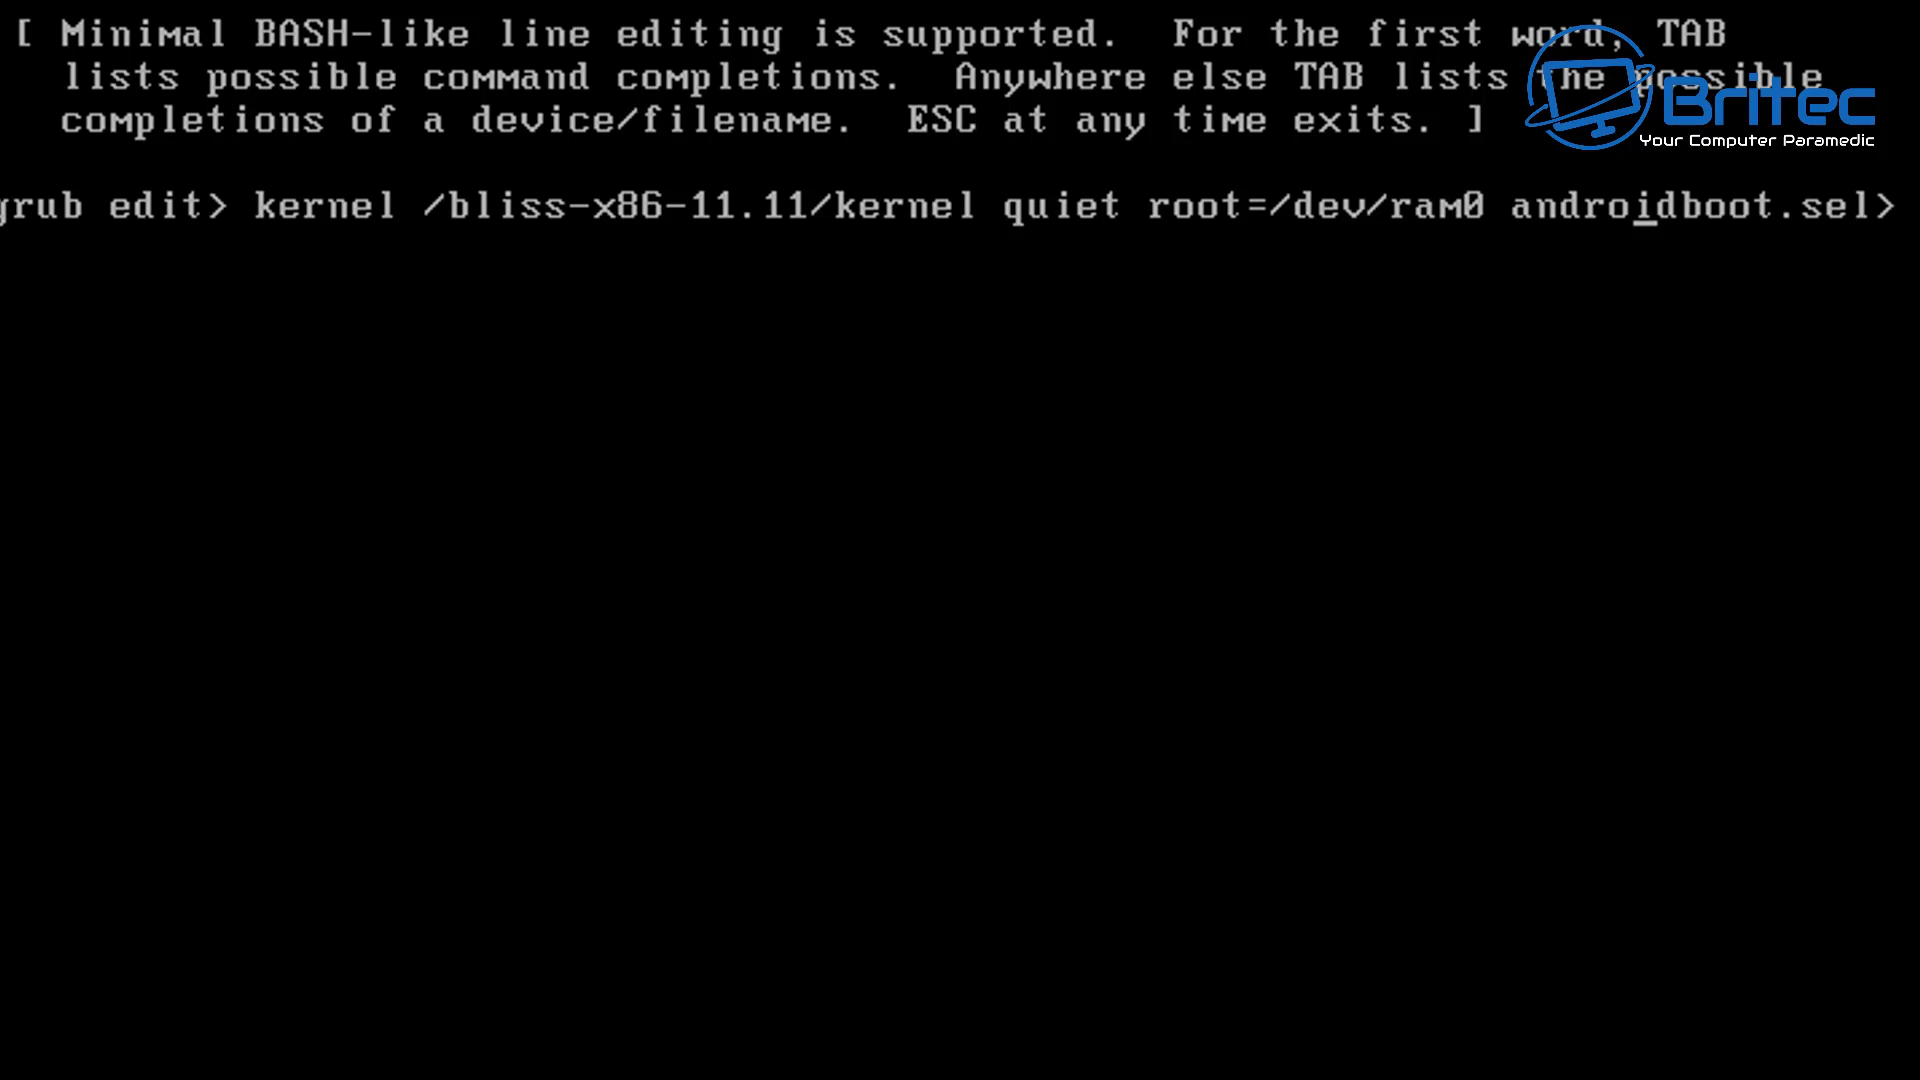 [ Minimal BASH-like line editing is supported.  For the first word, TAB
lists possible command completions.  Anywhere else TAB lists the possible
completions of a device/filename.  ESC at any time exits. ]
Britec
Your Computer Paramedic
grub edit> kernel /bliss-x86-11.11/kernel quiet root=/dev/ram0 androidboot.sel>